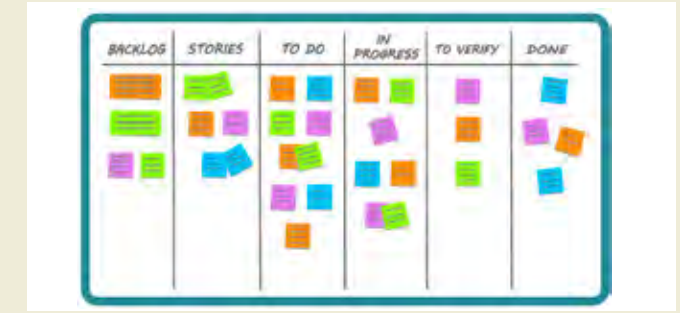 BACKLOG
STORIES
TO DO
IN
PROGRESS
TO VERIFY
DONE